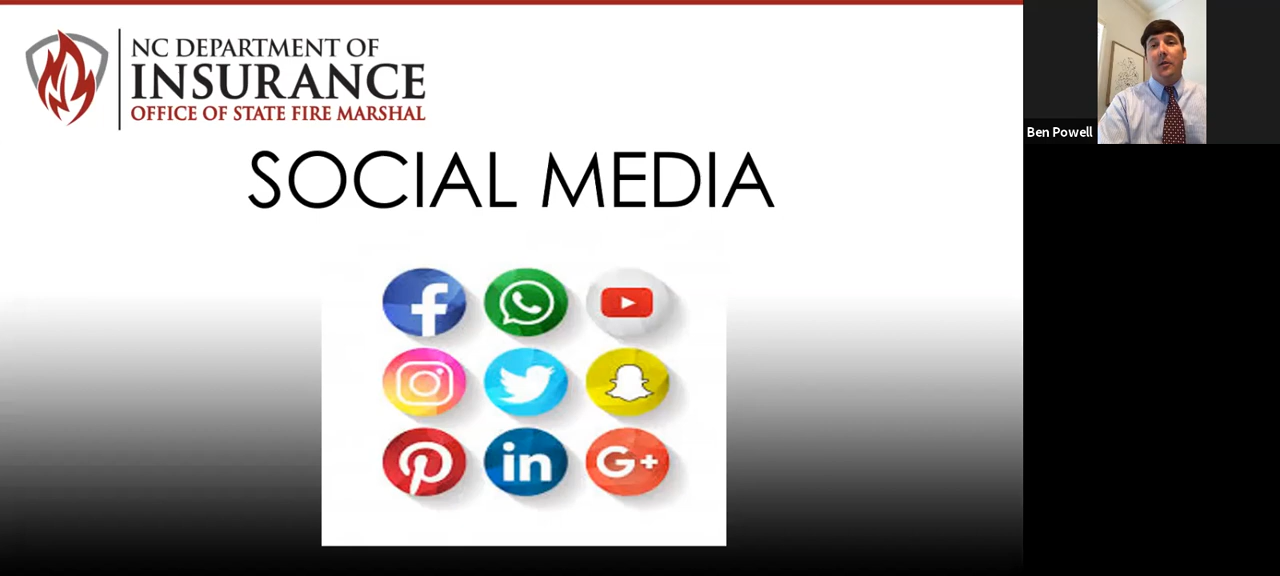 NC DEPARTMENT OF
INSURANCE
OFFICE OF STATE FIRE MARSHAL
SOCIAL MEDIA
f
in
G+
Ben Powell